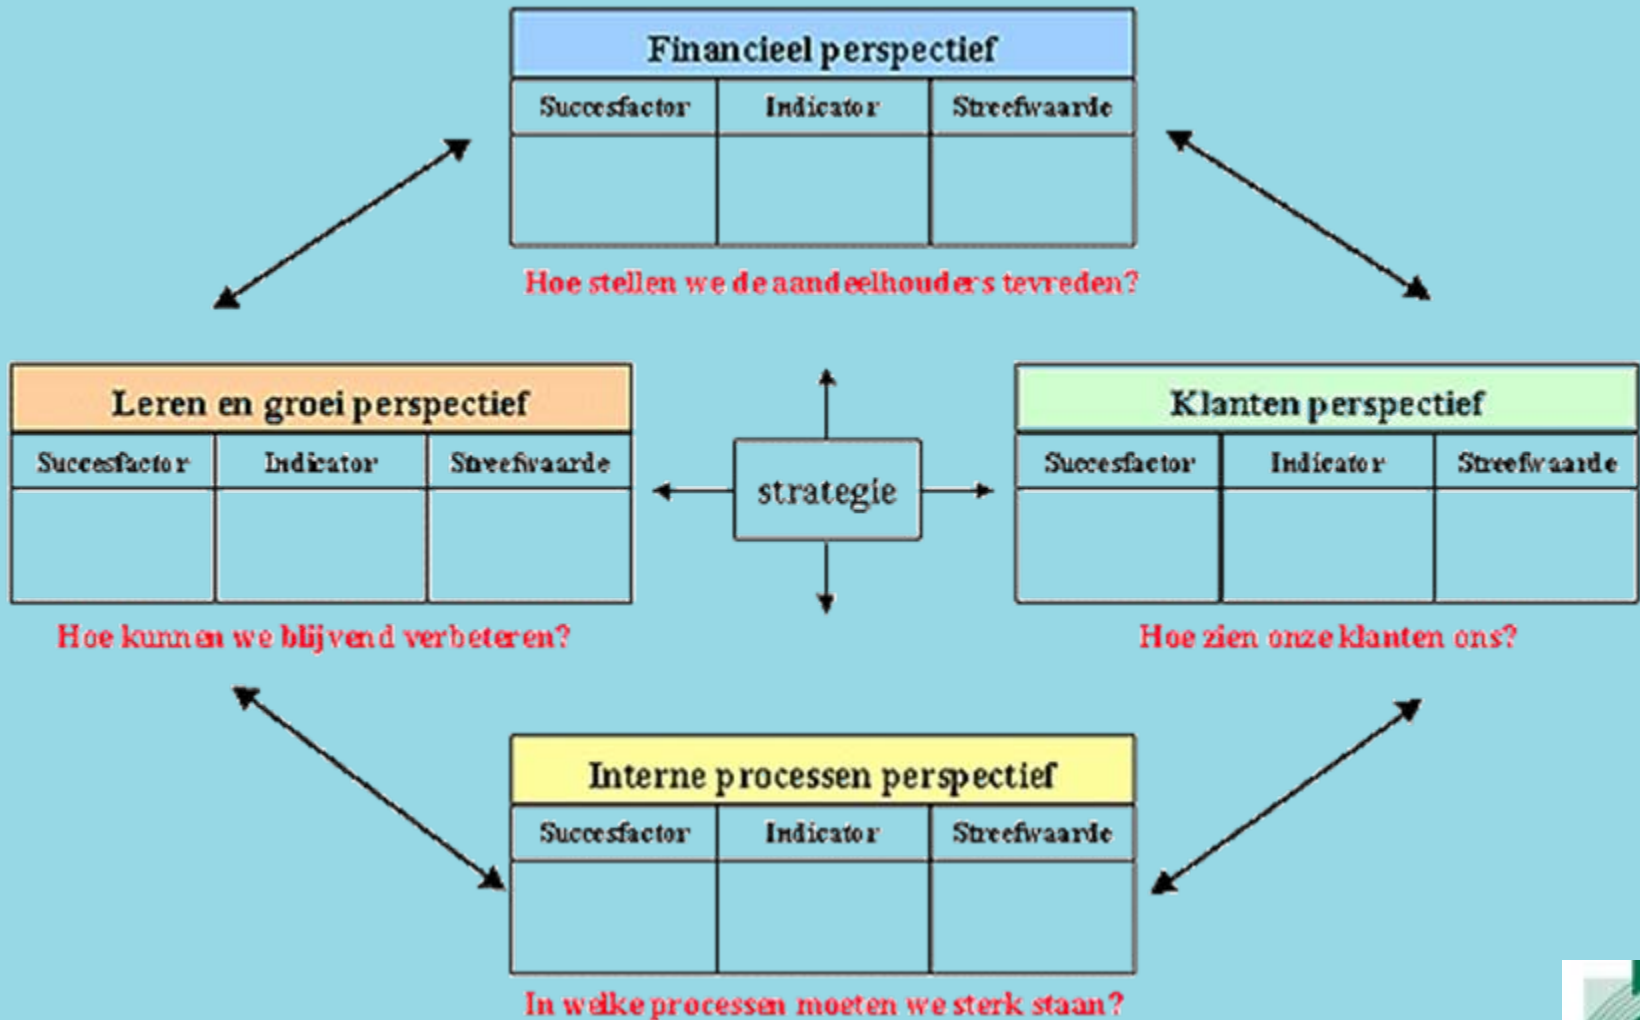 Financieel perspectief
Succesfactor Indicator Streefwaarde
Hoe stellen we de aandeelhouders tevreden?
Leren en groei perspectief
Succesfactor Indicator Streefwaarde
Hoe kunnen we blijvend verbeteren?
strategie
Klanten perspectief
Succesfactor Indicator Streefwaarde
Hoe zien onze klanten ons?
Interne processen perspectief
Succesfactor Indicator Streefwaarde
In welke processen moeten we sterk staan?